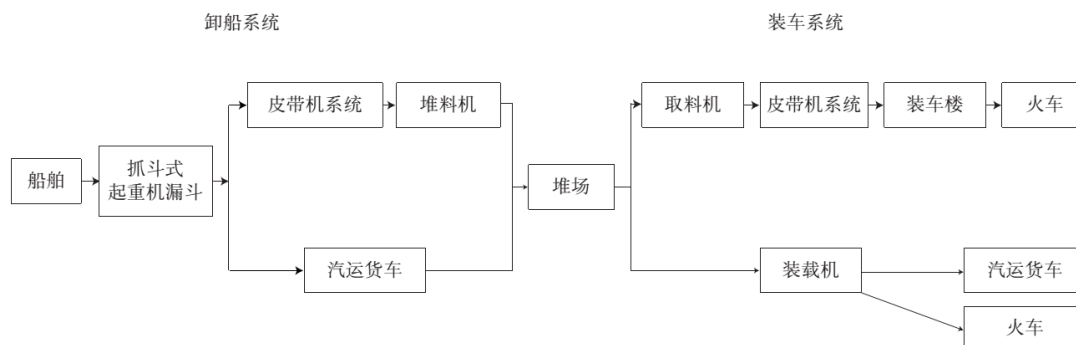 卸船系统
装车系统
皮带机系统
堆料机
取料机
皮带机系统
装车楼
火车
船舶
抓斗式
起重机漏斗
堆场
汽运货车
装载机
汽运货车
火车